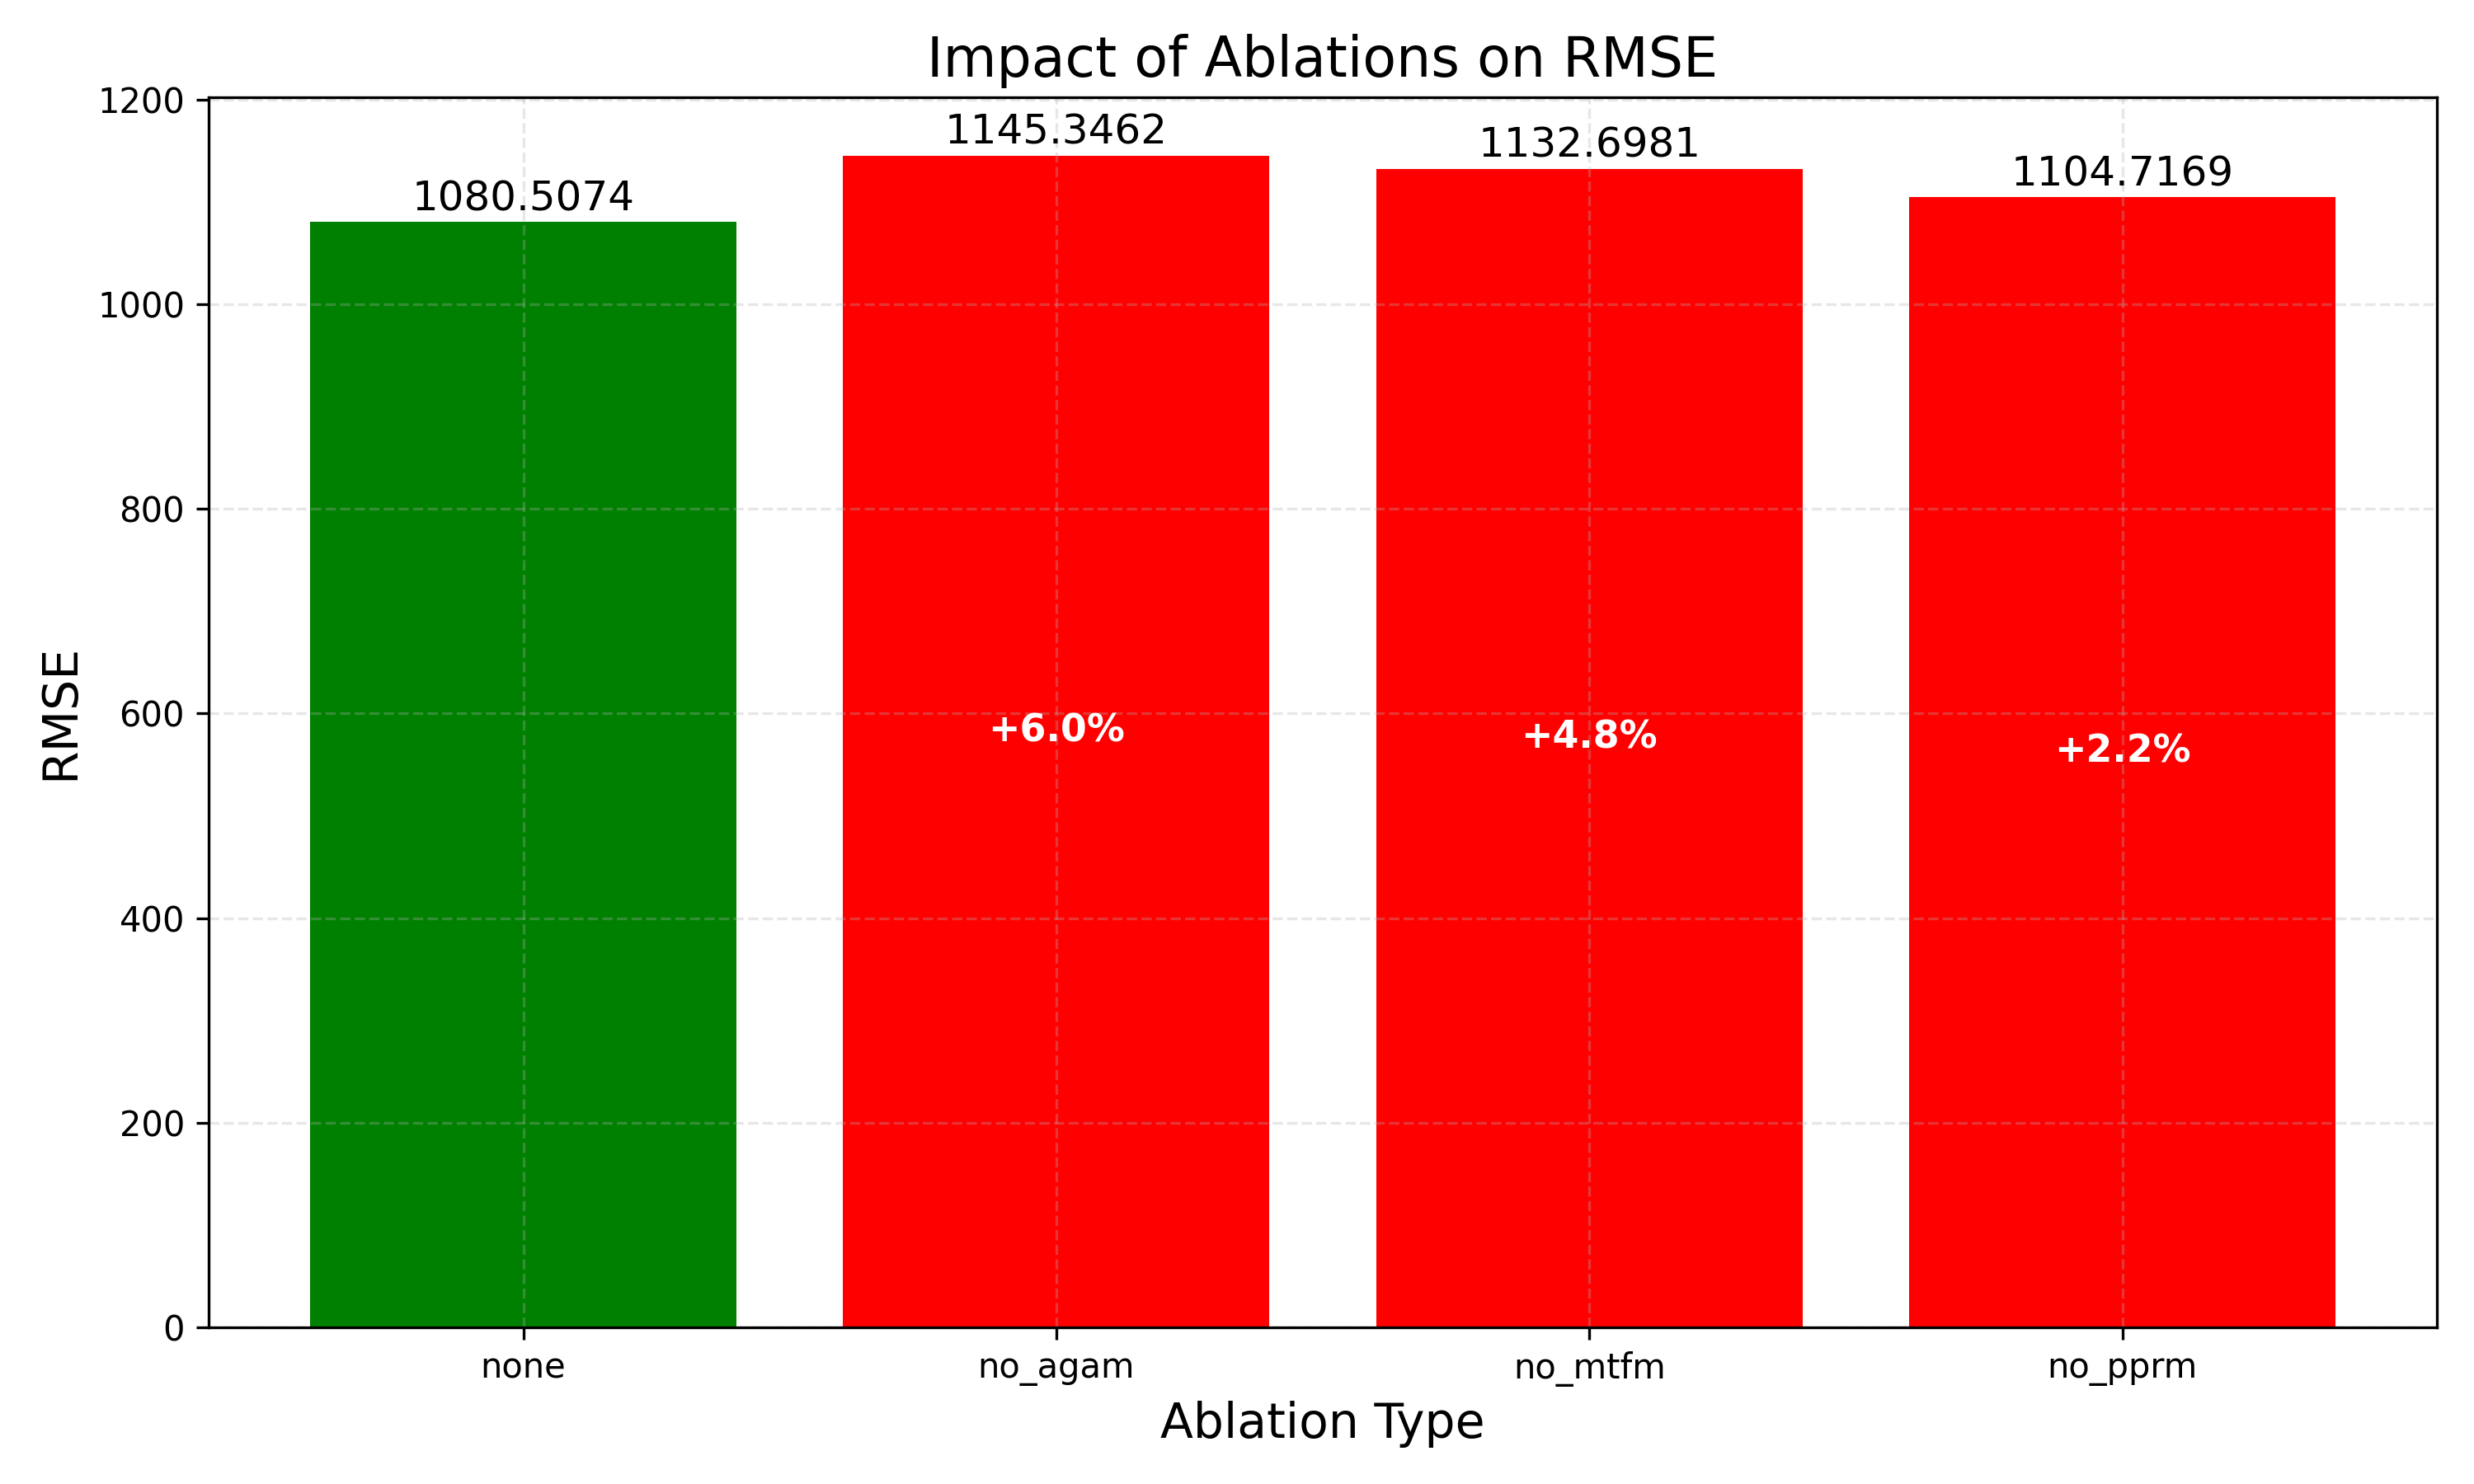 Impact of Ablations on RMSE
1200
1000
800
600
400
200
0
RMSE
1080.5074
1145.3462
1132.6981
1104.7169
+6.0%
+4.8%
+2.2%
none
no_agam
no_mtfm
no_pprm
Ablation Type